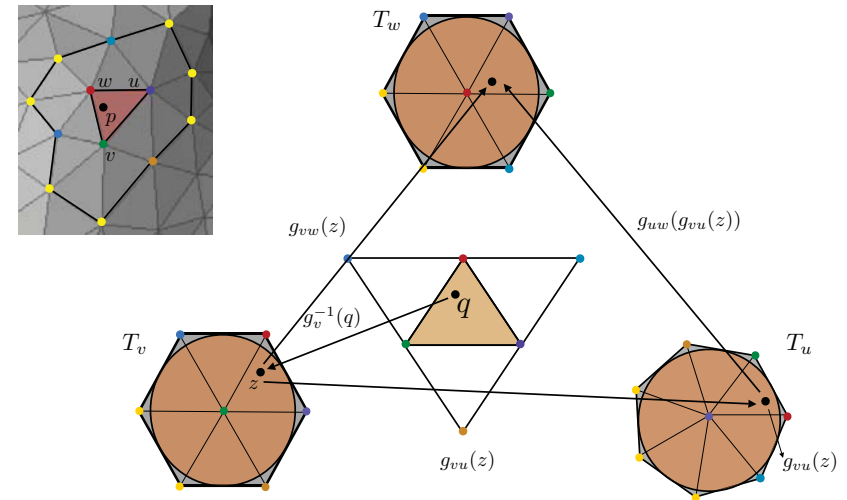 w u
p
v
T_w
g_{vw}(z)
g_{uw}(g_{vu}(z))
g_v^{-1}(q)
q
T_v
z
T_u
g_{vu}(z)
g_{vu}(z)